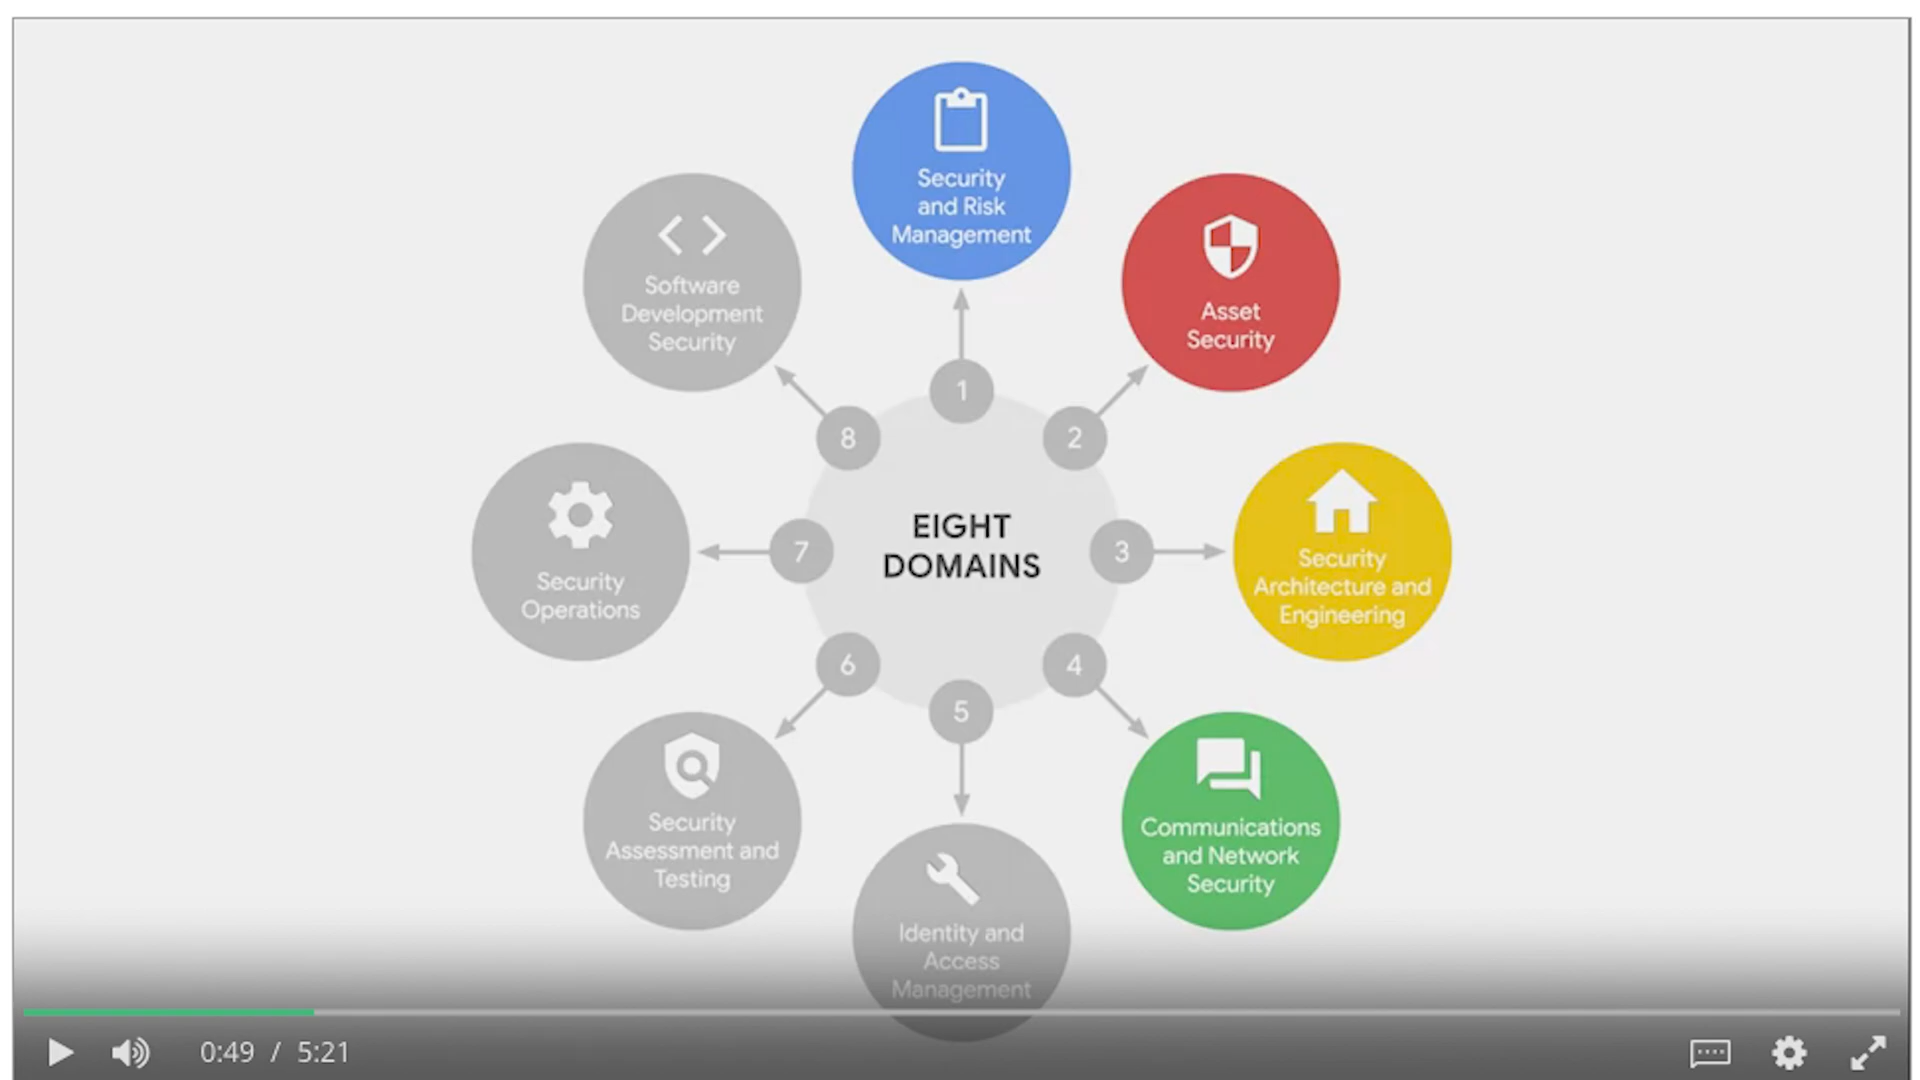 Security
and Risk
Management
Asset
Security
Security
Architecture and
Engineering
Communications
and Network
Security
Identity and
Access
Management
Security
Assessment and
Testing
Security
Operations
Software
Development
Security
1
2
3
4
5
6
7
8
EIGHT
DOMAINS
0:49 / 5:21